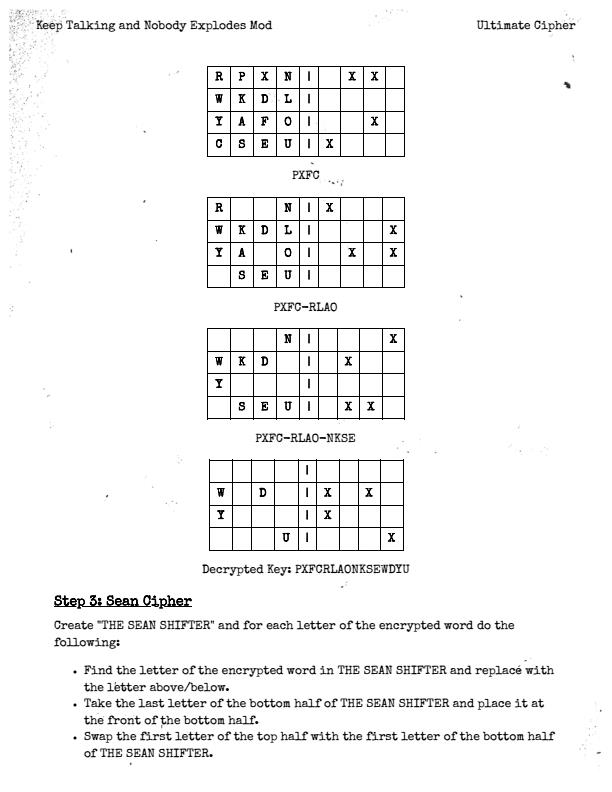 Keep Talking and Nobody Explodes Mod Ultimate Cipher
R P X N | X X
W K D L |
Y A F O | X
C S E U | X
PXFC
R N | X
W K D L | X
Y A O | X X
S E U |
PXFC-RLAO
N | X
W K D | X
Y |
S E U | X X
PXFC-RLAO-NKSE
|
W D | X X
Y | X
U | X
Decrypted Key: PXFCRLAONKSEWDYU
Step 3: Sean Cipher
Create "THE SEAN SHIFTER" and for each letter of the encrypted word do the
following:
• Find the letter of the encrypted word in THE SEAN SHIFTER and replace with
the letter above/below.
• Take the last letter of the bottom half of THE SEAN SHIFTER and place it at
the front of the bottom half.
• Swap the first letter of the top half with the first letter of the bottom half
of THE SEAN SHIFTER.